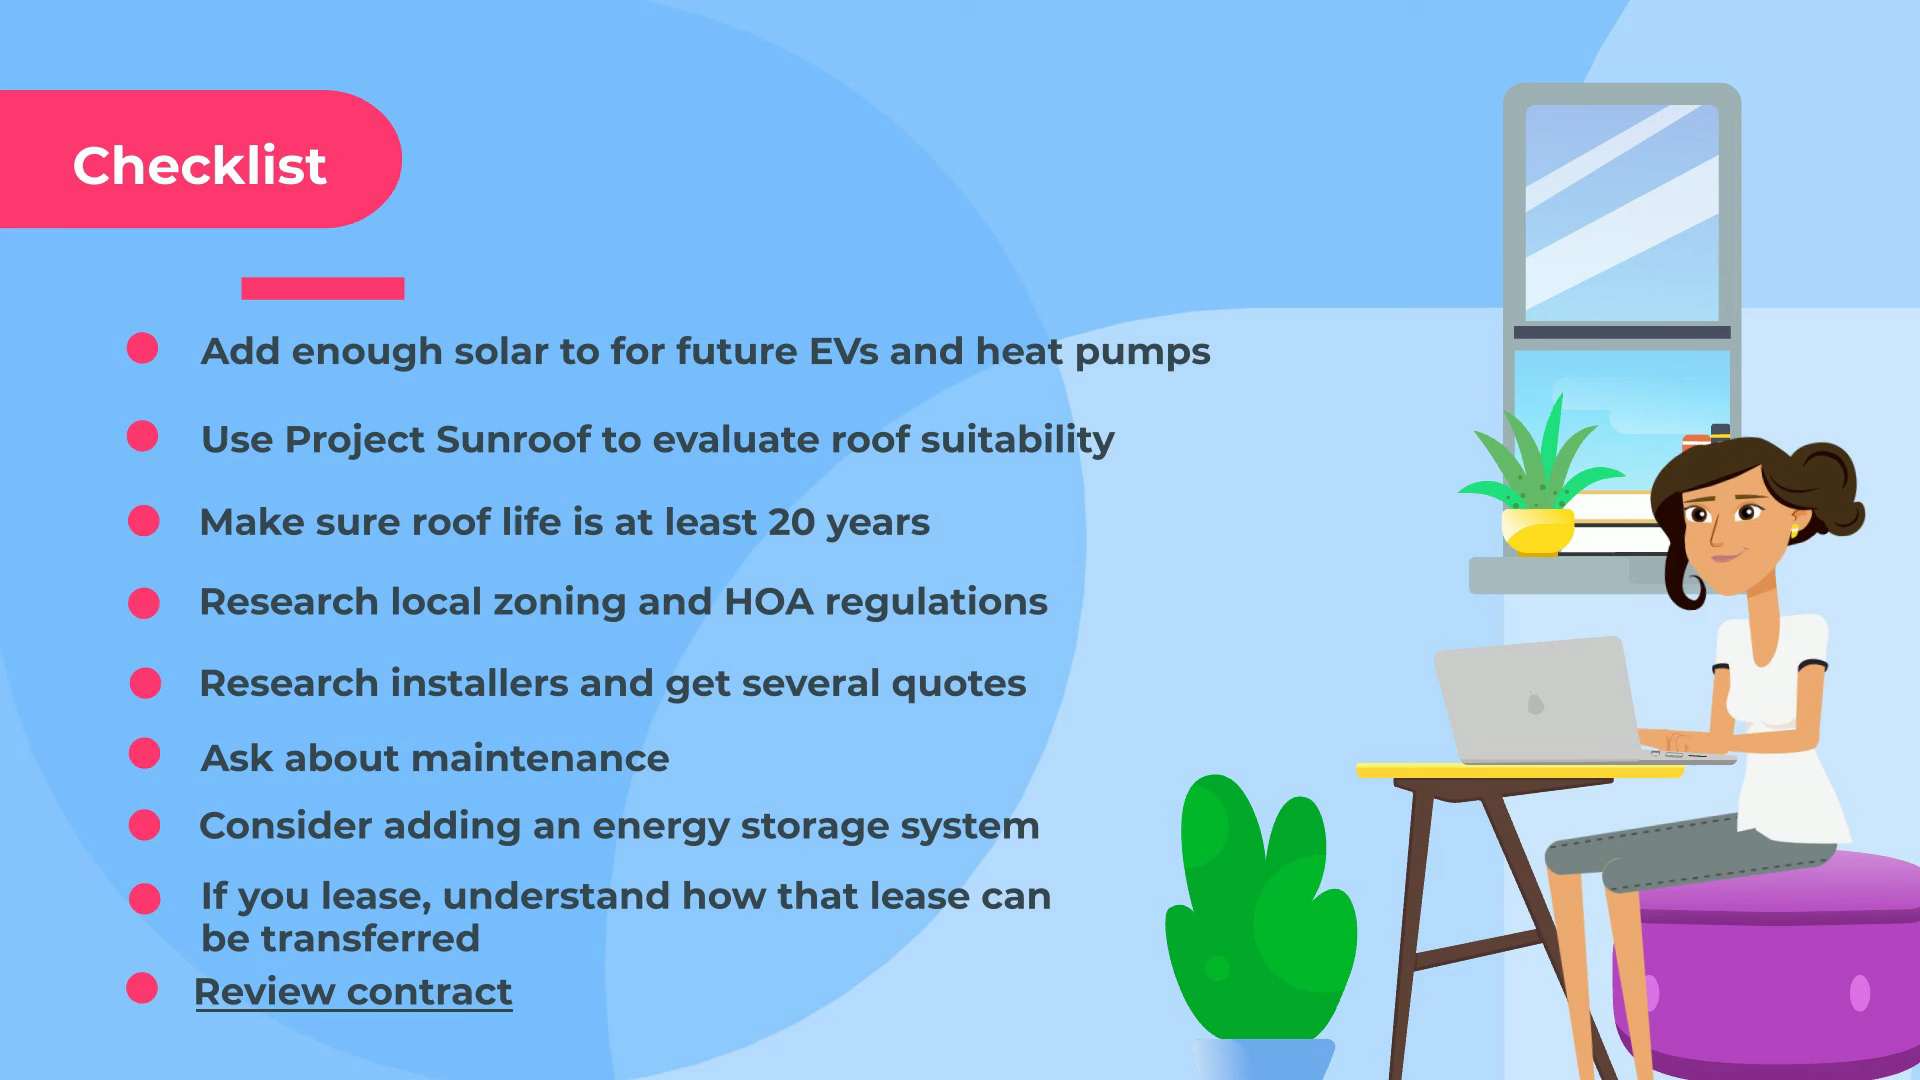 Checklist
Add enough solar to for future EVs and heat pumps
Use Project Sunroof to evaluate roof suitability
Make sure roof life is at least 20 years
Research local zoning and HOA regulations
Research installers and get several quotes
Ask about maintenance
Consider adding an energy storage system
If you lease, understand how that lease can
be transferred
Review contract